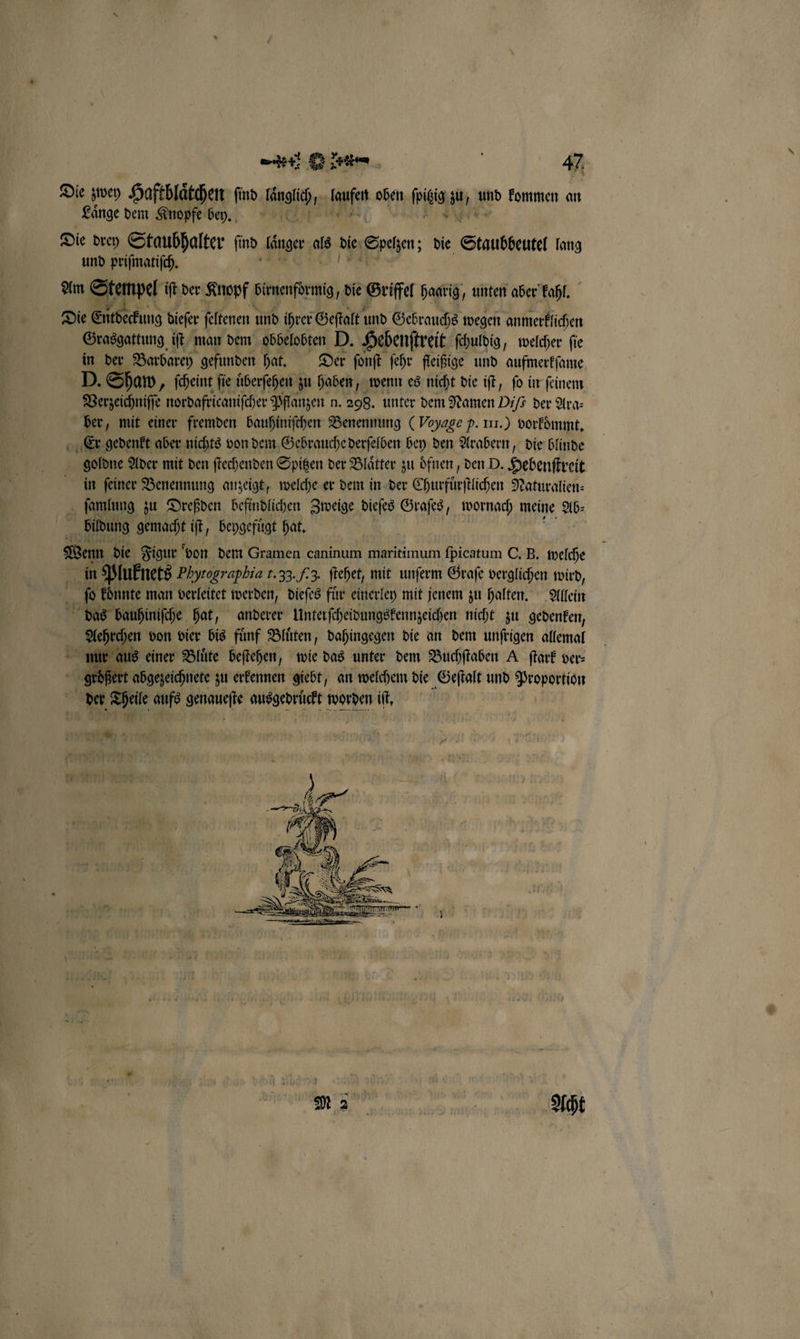 47
Die zwey Haftblätchen sind länglich, laufen oben spitzig zu, und kommen an
Länge dem Knopfe bey.
Die drey Staubhalter sind länger als die Spelzen; die Staubbeutel lang
und prismatisch.
Am Stempel ist der Knopf birnenförmig, die Griffel haarig, unten aber kahl.
Die Entdeckung dieser seltenen und ihrer Gestalt und Gebrauchs wegen anmerklichen
Grasgattung ist man dem obbelobten D. Hebenstreit schuldig, welcher sie
in der Barbarey gefunden hat. Der sonst sehr fleißige und aufmerksame
D. Shaw, scheint sie übersehen zu haben, wenn es nicht die ist, so in seinem
Verzeichnisse nordafricanischer Pflanzen n. 298. unter dem Namen Diss der Ara-
ber, mit einer fremden bauhinischen Benennung (Voyage p. 111.) vorkömmt.
Er gedenkt aber nichts von dem Gebrauche derselben bey den Arabern, die blinde
goldne Ader mit den stechenden Spitzen der Blätter zu öfnen, den D. Hebenstreit
in seiner Benennung anzeigt, welche er dem in der Churfürstlichen Naturalien-
samlung zu Dreßden befindlichen Zweige dieses Grases, wornach meine Ab-
bildung gemacht ist, beygefügt hat.
Wenn die Figur von dem Gramen caninum maritimum spicatum C. B. welche
in Pluknets Phytographia t. 33. f. 3. stehet, mit unserm Grase verglichen wird,
so könnte man verleitet werden, dieses für einerley mit jenem zu halten. Allein
das bauhinische hat, anderer Unterscheidungskennzeichen nicht zu gedenken,
Aehrchen von vier bis fünf Blüten, dahingegen die an dem unsrigen allemal
nur aus einer Blüte bestehen, wie das unter dem Buchstaben A stark ver-
größert abgezeichnete zu erkennen giebt, an welchem die Gestalt und Proportion
der Theile aufs genaueste ausgedrückt worden ist.
M 2
Acht